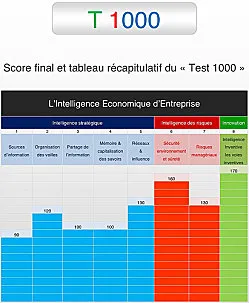 T 1000
Score final et tableau récapitulatif du « Test 1000 »
L'Intelligence Economique d'Entreprise
Intelligence stratégique Intelligence des risques Innovation
1 2 3 4 5 6 7 8
Sources d'information
Organisation des veilles
Partage de l'information
Mémoire & capitalisation des savoirs
Réseaux & influence
Sécurité environnement et sûreté
Risques managériaux
Intelligence inventive les voies inventives
90
120
100
100
130
180
130
170